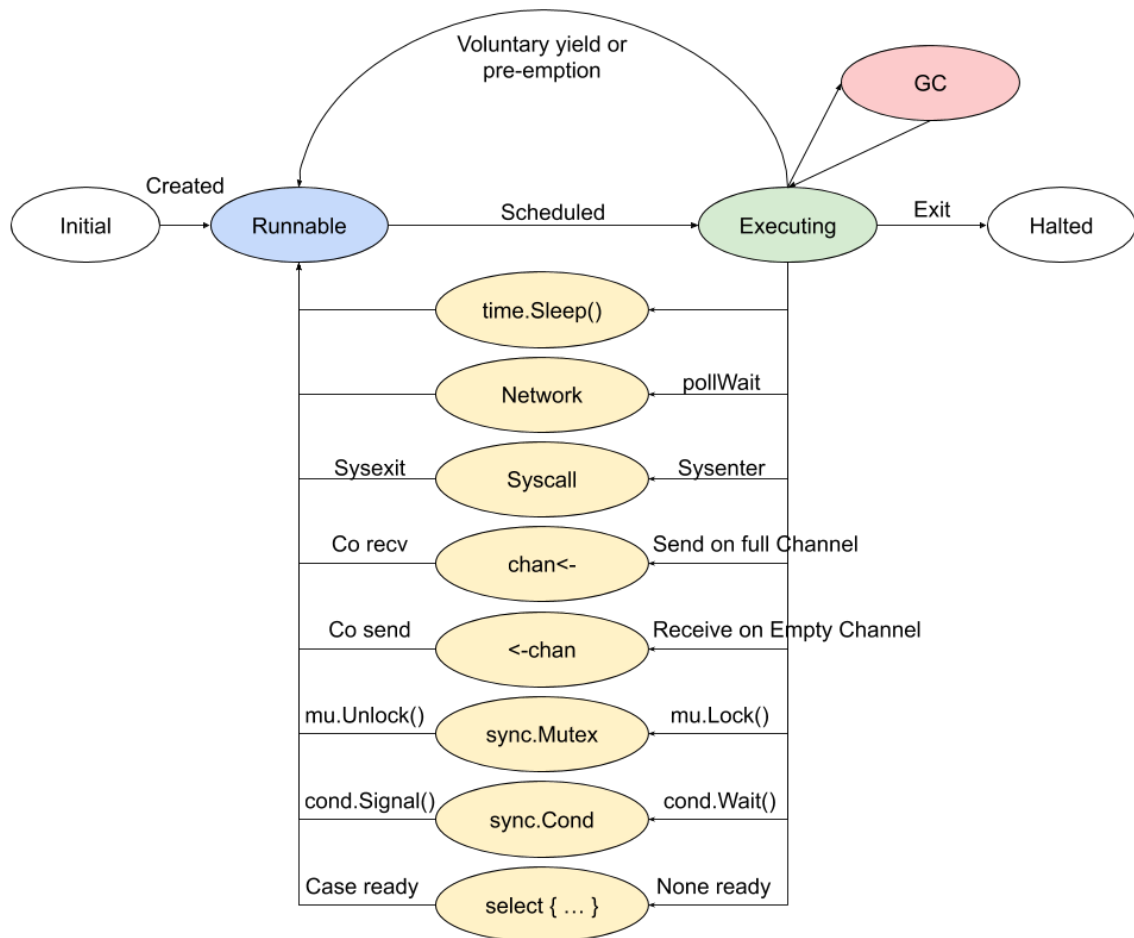 Voluntary yield or
pre-emption
GC
Created
Initial
Runnable
Scheduled
Executing
Exit
Halted
time.Sleep()
Network
pollWait
Sysexit
Syscall
Sysenter
Co recv
chan<-
Send on full Channel
Co send
<-chan
Receive on Empty Channel
mu.Unlock()
sync.Mutex
mu.Lock()
cond.Signal()
sync.Cond
cond.Wait()
Case ready
select { … }
None ready